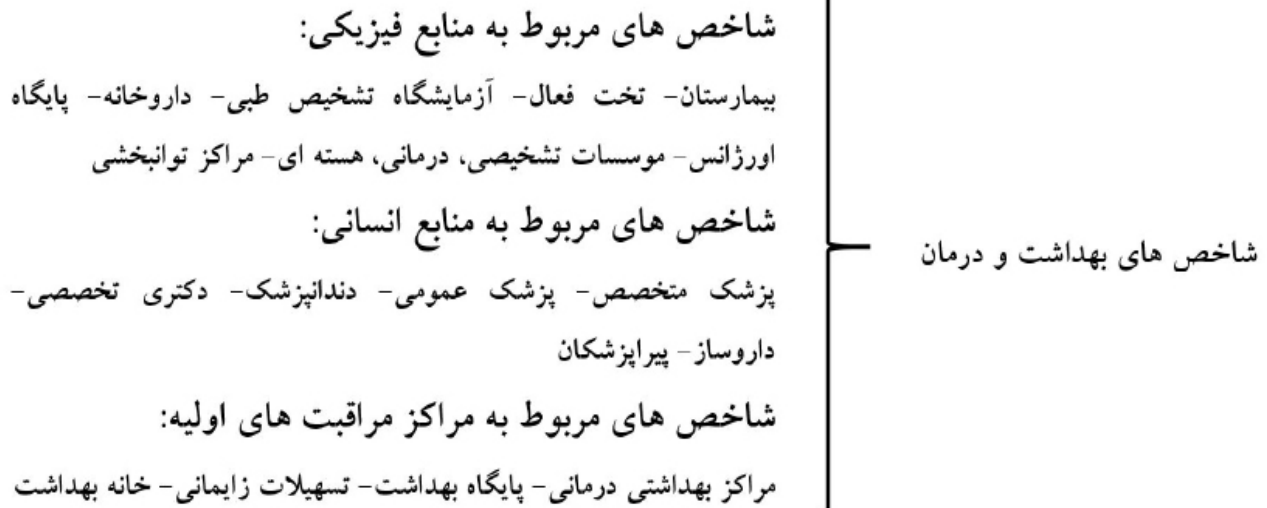 شاخص های بهداشت و درمان
شاخص های مربوط به منابع فیزیکی:
بیمارستان- تخت فعال- آزمایشگاه تشخیص طبی- داروخانه- پایگاه
اورژانس- موسسات تشخیصی، درمانی، هسته ای- مراکز توانبخشی
شاخص های مربوط به منابع انسانی:
پزشک متخصص- پزشک عمومی- دندانپزشک- دکتری تخصصی-
داروساز- پیراپزشکان
شاخص های مربوط به مراکز مراقبت های اولیه:
مراکز بهداشتی درمانی- پایگاه بهداشت- تسهیلات زایمانی- خانه بهداشت